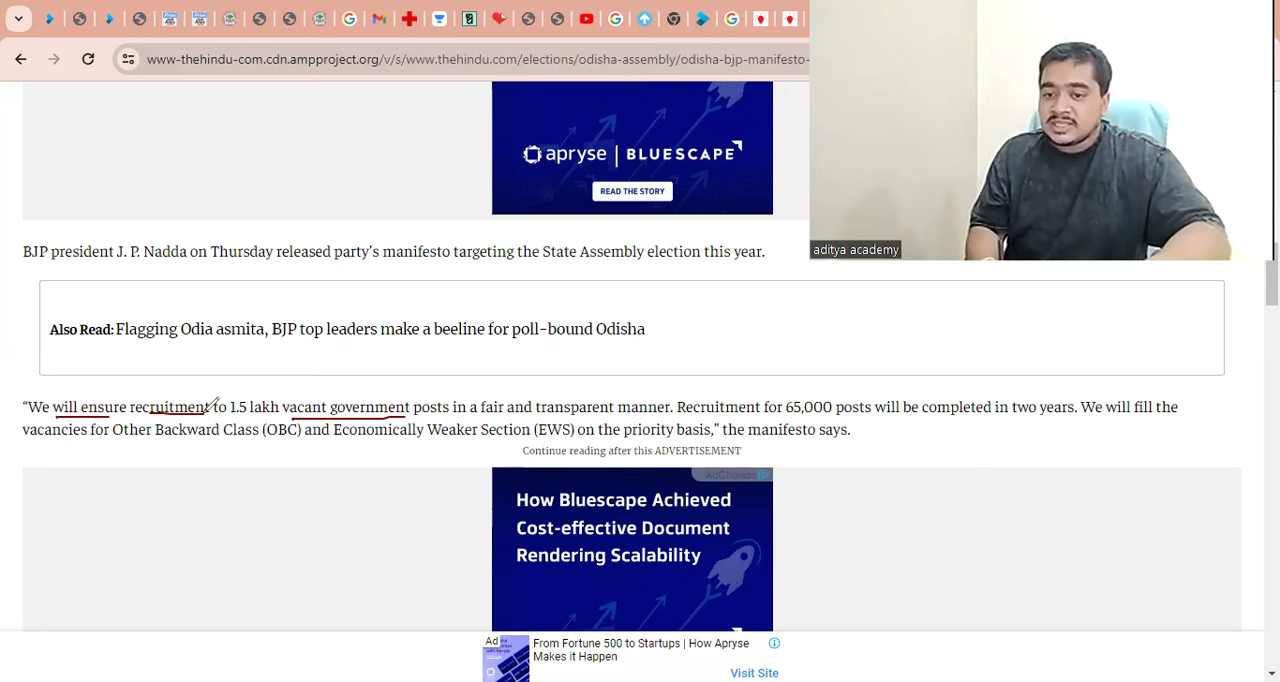 www-thehindu-com.cdn.ampproject.org/v/s/www.thehindu.com/elections/odisha-assembly/odisha-bjp-manifesto-
apryse | BLUESCAPE
READ THE STORY
aditya academy
BJP president J. P. Nadda on Thursday released party's manifesto targeting the State Assembly election this year.
Also Read: Flagging Odia asmita, BJP top leaders make a beeline for poll-bound Odisha
“We will ensure recruitment to 1.5 lakh vacant government posts in a fair and transparent manner. Recruitment for 65,000 posts will be completed in two years. We will fill the
vacancies for Other Backward Class (OBC) and Economically Weaker Section (EWS) on the priority basis,” the manifesto says.
Continue reading after this ADVERTISEMENT
AdChoices
How Bluescape Achieved
Cost-effective Document
Rendering Scalability
Ad
From Fortune 500 to Startups | How Apryse
Makes it Happen
Visit Site